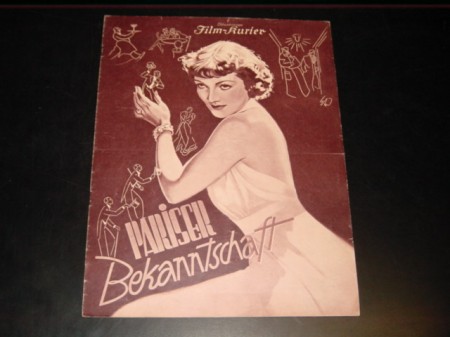 Film-Kurier
PARISER
Bekanntschaft